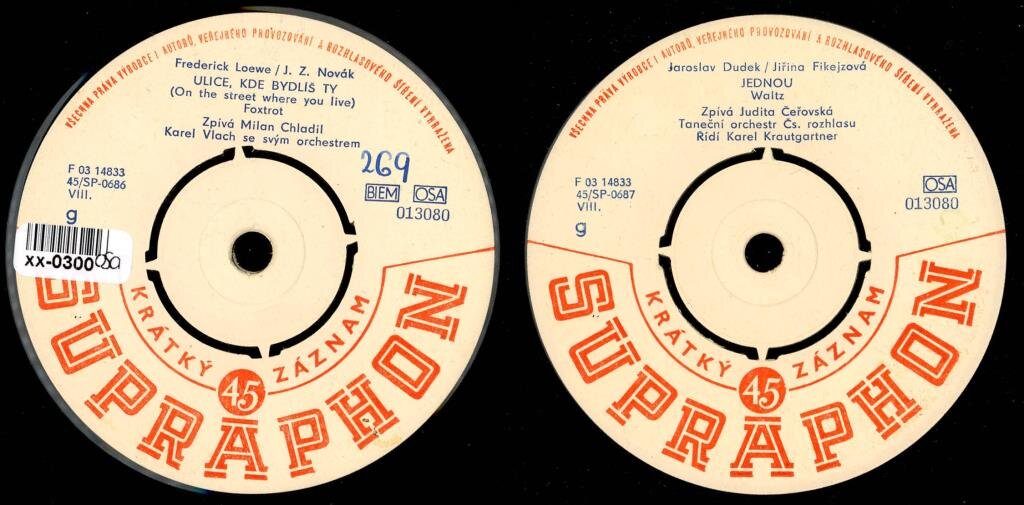 VŠECHNA PRÁVA VÝROBCE I AUTORŮ, VEŘEJNÉHO PROVOZOVÁNÍ A ROZHLASOVÉHO ŠÍŘENÍ VYHRAŽENA
Frederick Loewe / J. Z. Novák
ULICE, KDE BYDLÍŠ TY
(On the street where you live)
Foxtrot
Zpívá Milan Chladil
Karel Vlach se svým orchestrem
269
F 03 14833
45/SP-0686
VIII.
g
BIEM OSA
013080
xx-0300 osa
KRÁTKÝ 45 ZÁZNAM
SUPRAPHON
VŠECHNA PRÁVA VÝROBCE I AUTORŮ, VEŘEJNÉHO PROVOZOVÁNÍ A ROZHLASOVÉHO ŠÍŘENÍ VYHRAŽENA
Jaroslav Dudek / Jiřina Fikejzová
JEDNOU
Waltz
Zpívá Judita Čeřovská
Taneční orchestr Čs. rozhlasu
Řídí Karel Krautgartner
F 03 14833
45/SP-0687
VIII.
g
OSA
013080
KRÁTKÝ 45 ZÁZNAM
SUPRAPHON